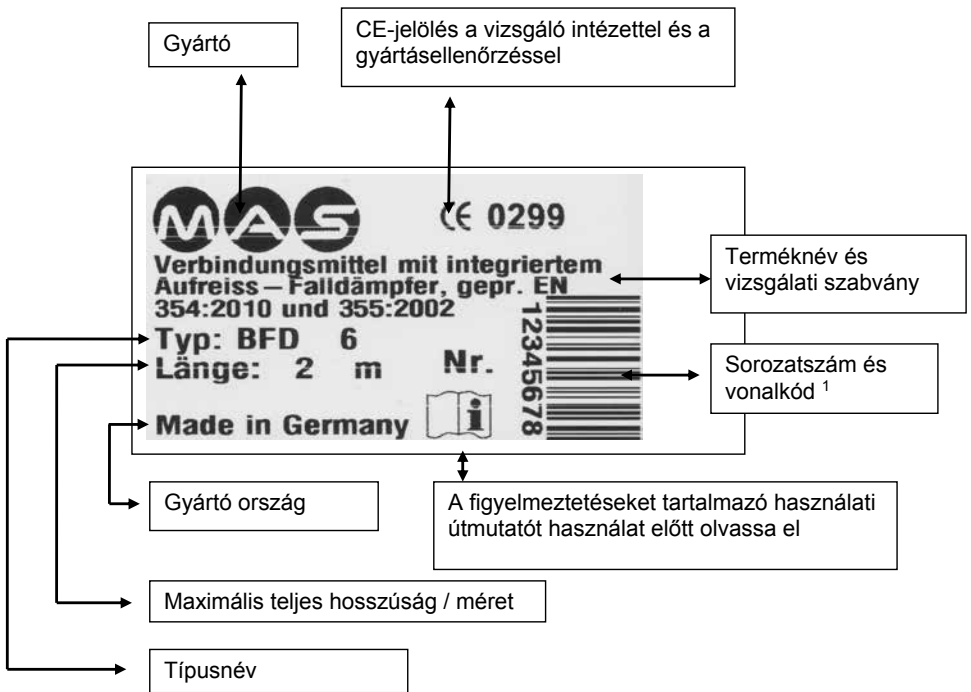 Gyártó
CE-jelölés a vizsgáló intézettel és a
gyártásellenőrzéssel
MAS
CE 0299
Verbindungsmittel mit integriertem
Aufreiss – Falldämpfer, gepr. EN
354:2010 und 355:2002
Typ: BFD 6
Länge: 2 m
Nr.
12345678
Made in Germany
i
Terméknév és
vizsgálati szabvány
Sorozatszám és
vonalkód 1
Gyártó ország
A figyelmeztetéseket tartalmazó használati
útmutatót használat előtt olvassa el
Maximális teljes hosszúság / méret
Típusnév